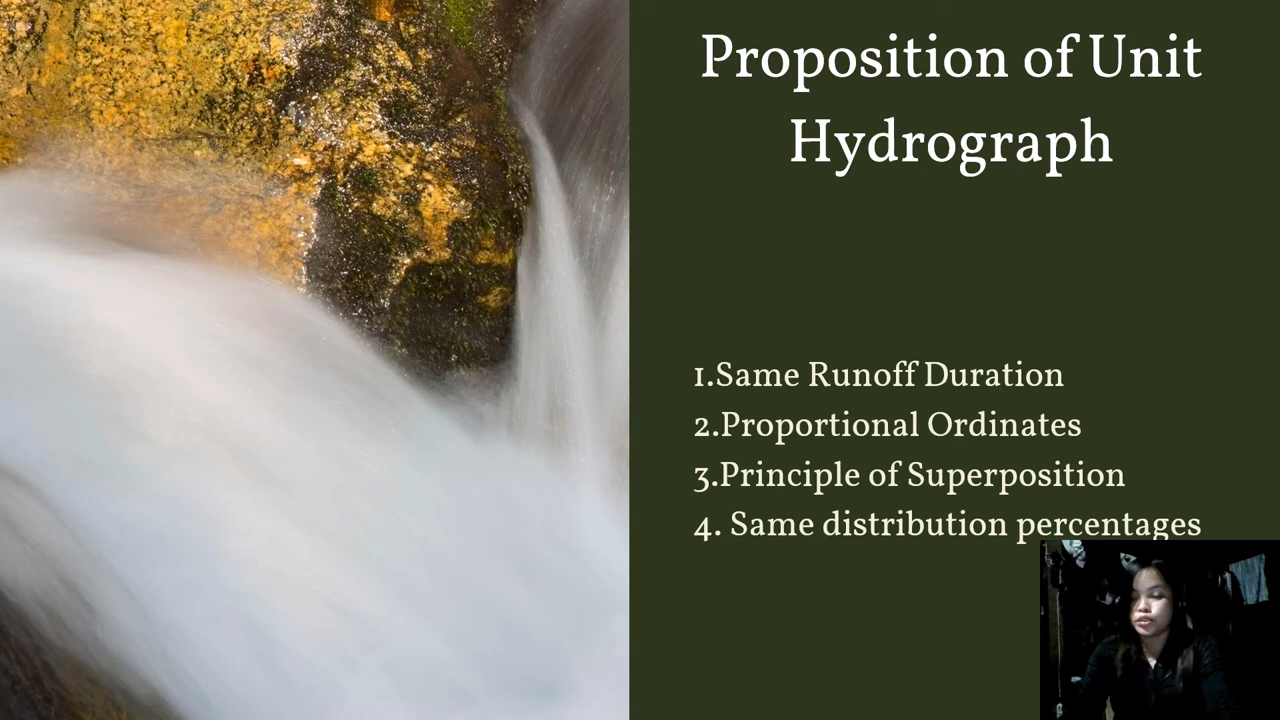 Proposition of Unit
Hydrograph
1.Same Runoff Duration
2.Proportional Ordinates
3.Principle of Superposition
4. Same distribution percentages